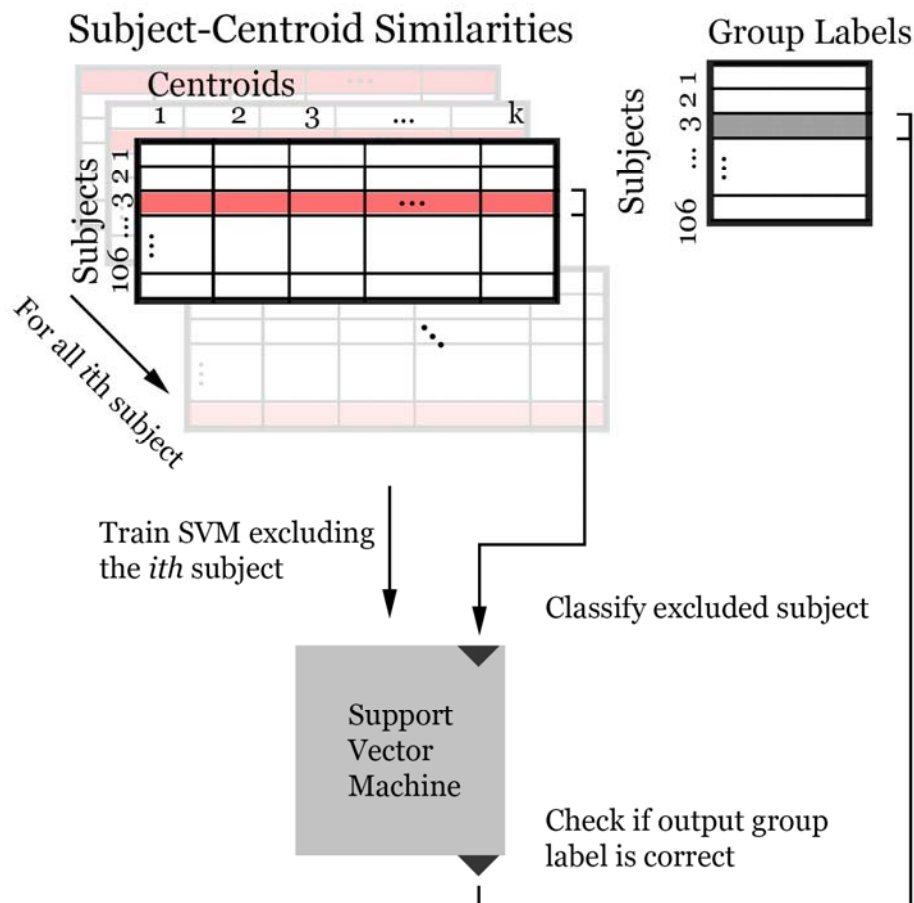 Subject-Centroid Similarities
Group Labels
Centroids
1 2 3 ... k
Subjects
1 2 3 ... 106
...
⋮
⋱
⋮
Subjects
1 2 3 ... 106
⋮
For all ith subject
Train SVM excluding
the ith subject
Classify excluded subject
Support
Vector
Machine
Check if output group
label is correct